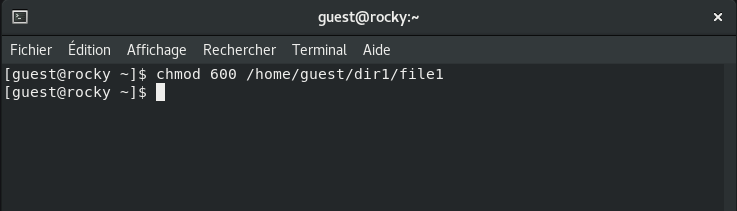 guest@rocky:~
Fichier Édition Affichage Rechercher Terminal Aide
[guest@rocky ~]$ chmod 600 /home/guest/dir1/file1
[guest@rocky ~]$